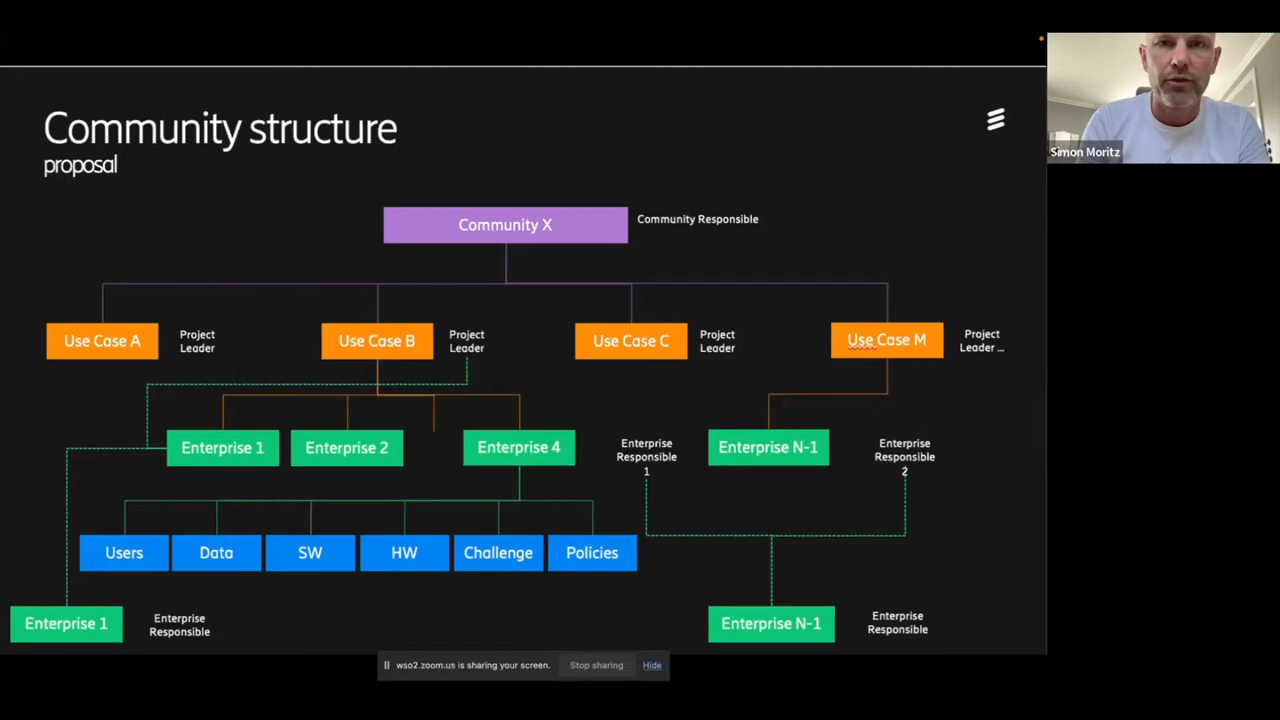 Community structure
proposal
Simon Moritz
Community X
Community Responsible
Use Case A
Project
Leader
Use Case B
Project
Leader
Use Case C
Project
Leader
Use Case M
Project
Leader ...
Enterprise 1
Enterprise 2
Enterprise 4
Enterprise
Responsible
1
Enterprise N-1
Enterprise
Responsible
2
Users
Data
SW
HW
Challenge
Policies
Enterprise 1
Enterprise
Responsible
Enterprise N-1
Enterprise
Responsible
wso2.zoom.us is sharing your screen.
Stop sharing
Hide